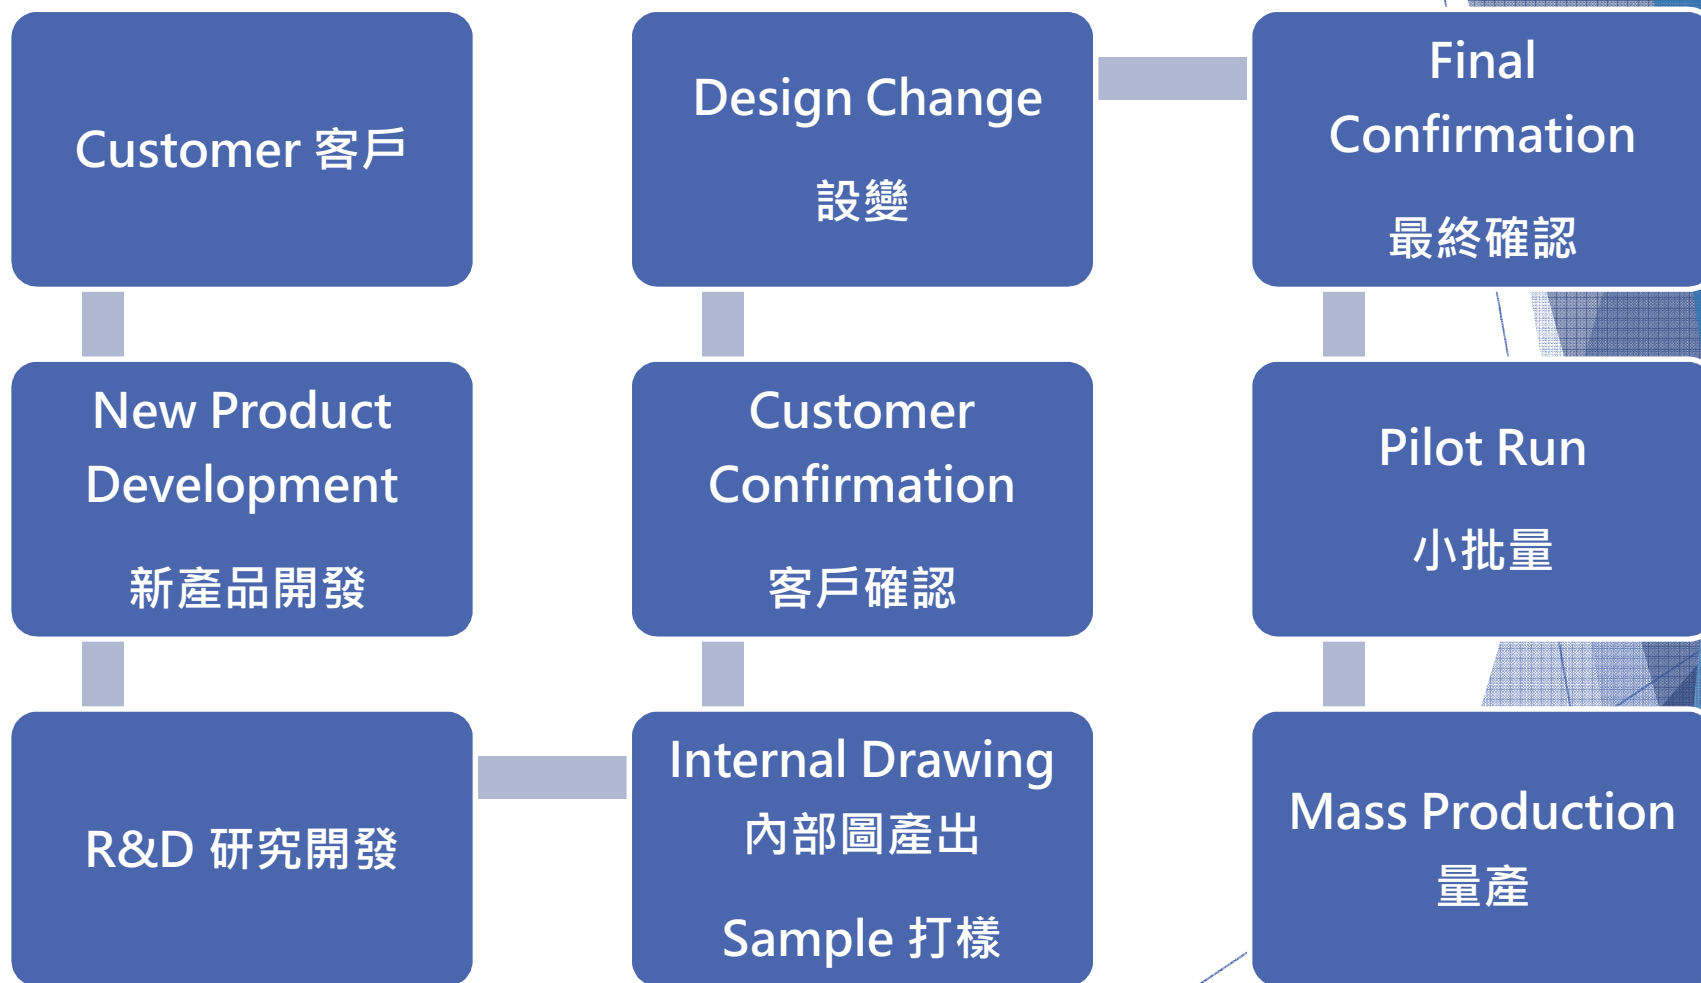 Customer 客戶
New Product
Development
新產品開發
R&D 研究開發
Internal Drawing
內部圖產出
Sample 打樣
Customer
Confirmation
客戶確認
Design Change
設變
Final
Confirmation
最終確認
Pilot Run
小批量
Mass Production
量產